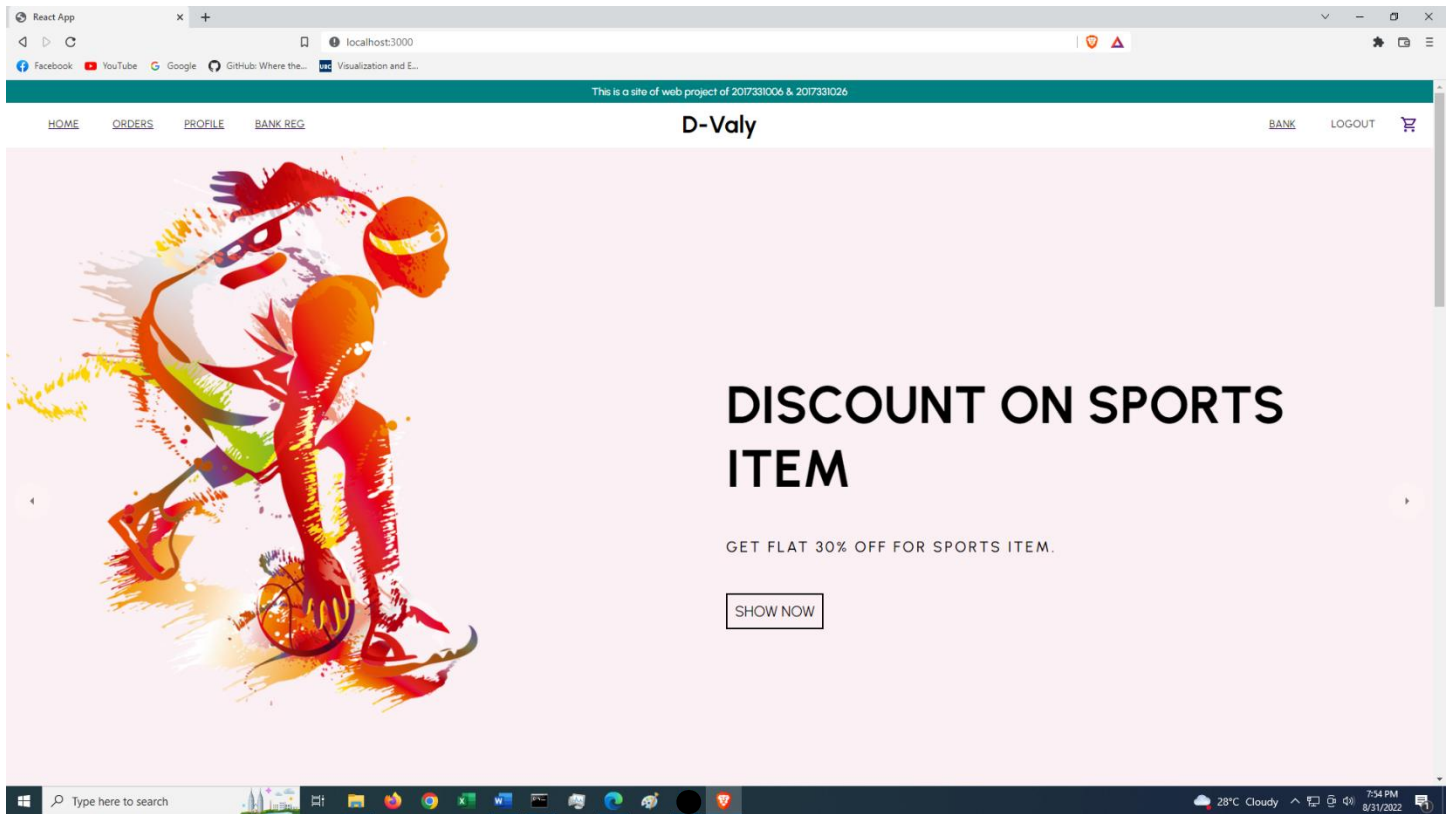 React App
localhost:3000
Facebook YouTube Google GitHub: Where the... UBC Visualization and E...
This is a site of web project of 2017331006 & 2017331026
HOME ORDERS PROFILE BANK REG D-Valy BANK LOGOUT
DISCOUNT ON SPORTS
ITEM
GET FLAT 30% OFF FOR SPORTS ITEM.
SHOW NOW
Type here to search 28°C Cloudy 7:54 PM
8/31/2022